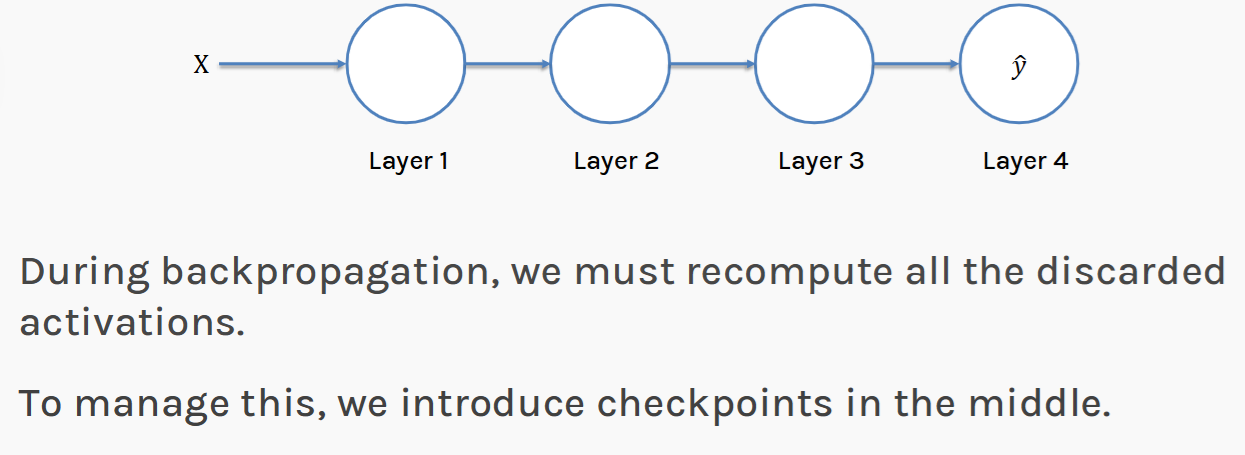 X
ŷ
Layer 1
Layer 2
Layer 3
Layer 4
During backpropagation, we must recompute all the discarded
activations.
To manage this, we introduce checkpoints in the middle.